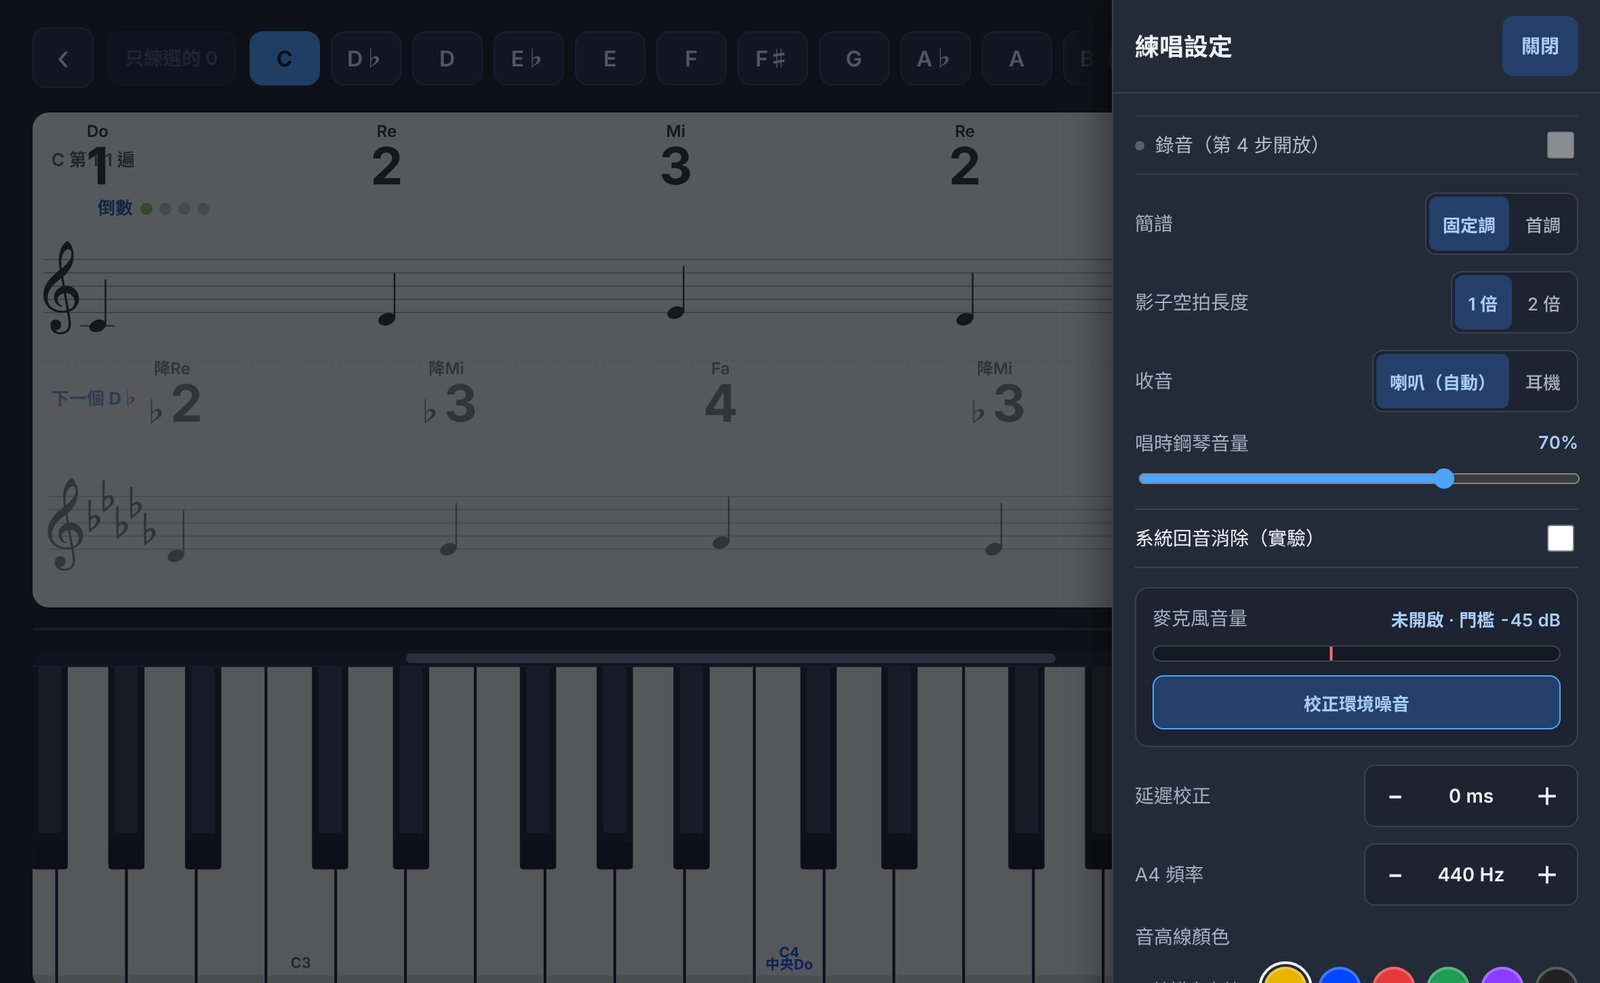 只練選的 0
C
D♭
D
E♭
E
F
F♯
G
A♭
A
B
Do
Re
Mi
Re
1
2
3
2
倒數
降Re
降Mi
Fa
降Mi
下一個 D♭
♭2
♭3
4
♭3
C3
C4
中央Do
練唱設定
關閉
錄音（第 4 步開放）
簡譜
固定調
首調
影子空拍長度
1 倍
2 倍
收音
喇叭（自動）
耳機
唱時鋼琴音量
70%
系統回音消除（實驗）
麥克風音量
未開啟 · 門檻 -45 dB
校正環境噪音
延遲校正
− 0 ms +
A4 頻率
− 440 Hz +
音高線顏色